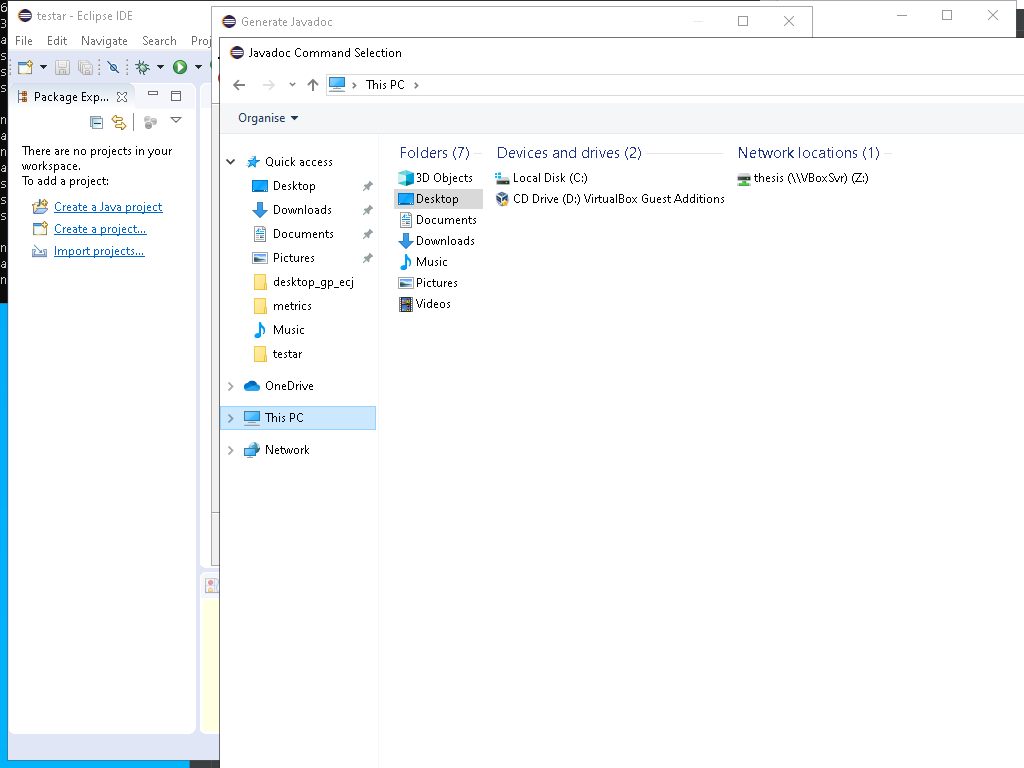 testar - Eclipse IDE
File Edit Navigate Search Proj
Package Exp...
There are no projects in your
workspace.
To add a project:
Create a Java project
Create a project...
Import projects...
Generate Javadoc
Javadoc Command Selection
This PC
Organise
Quick access
Desktop
Downloads
Documents
Pictures
desktop_gp_ecj
metrics
Music
testar
OneDrive
This PC
Network
Folders (7)
3D Objects
Desktop
Documents
Downloads
Music
Pictures
Videos
Devices and drives (2)
Local Disk (C:)
CD Drive (D:) VirtualBox Guest Additions
Network locations (1)
thesis (\\VBoxSvr) (Z:)